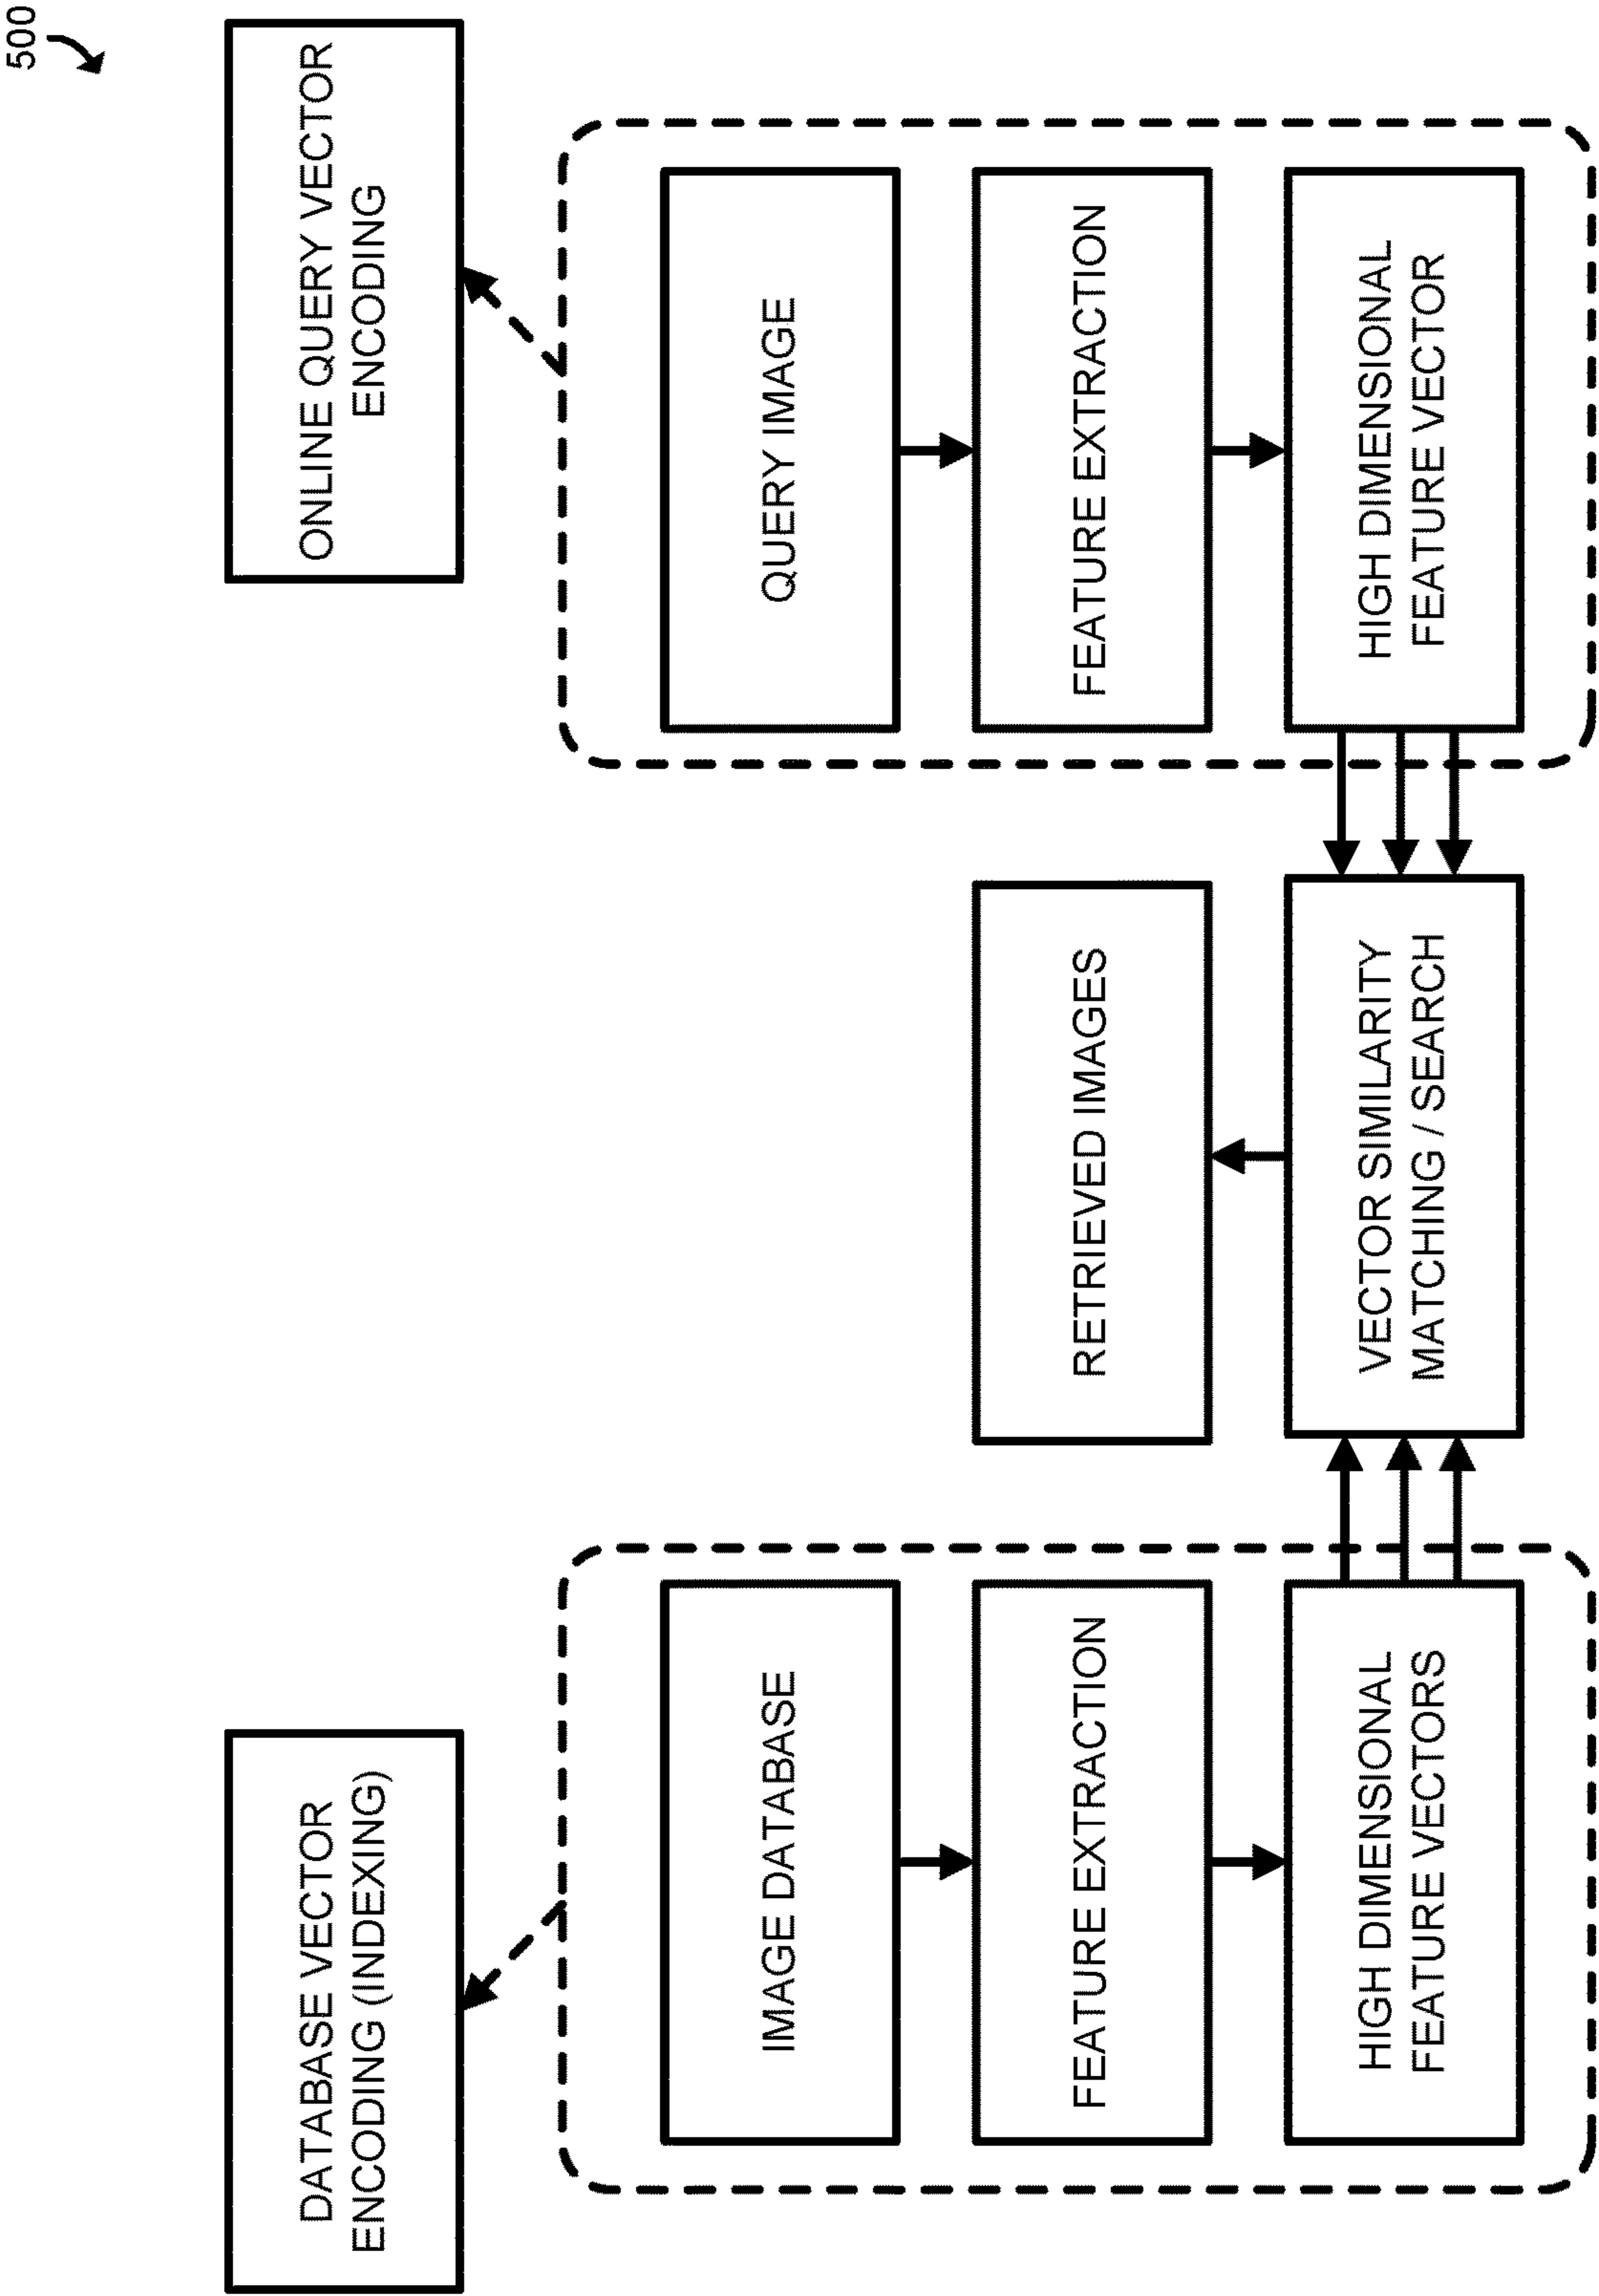 500
DATABASE VECTOR
ENCODING (INDEXING)
ONLINE QUERY VECTOR
ENCODING
IMAGE DATABASE
FEATURE EXTRACTION
HIGH DIMENSIONAL
FEATURE VECTORS
RETRIEVED IMAGES
VECTOR SIMILARITY
MATCHING / SEARCH
QUERY IMAGE
FEATURE EXTRACTION
HIGH DIMENSIONAL
FEATURE VECTOR